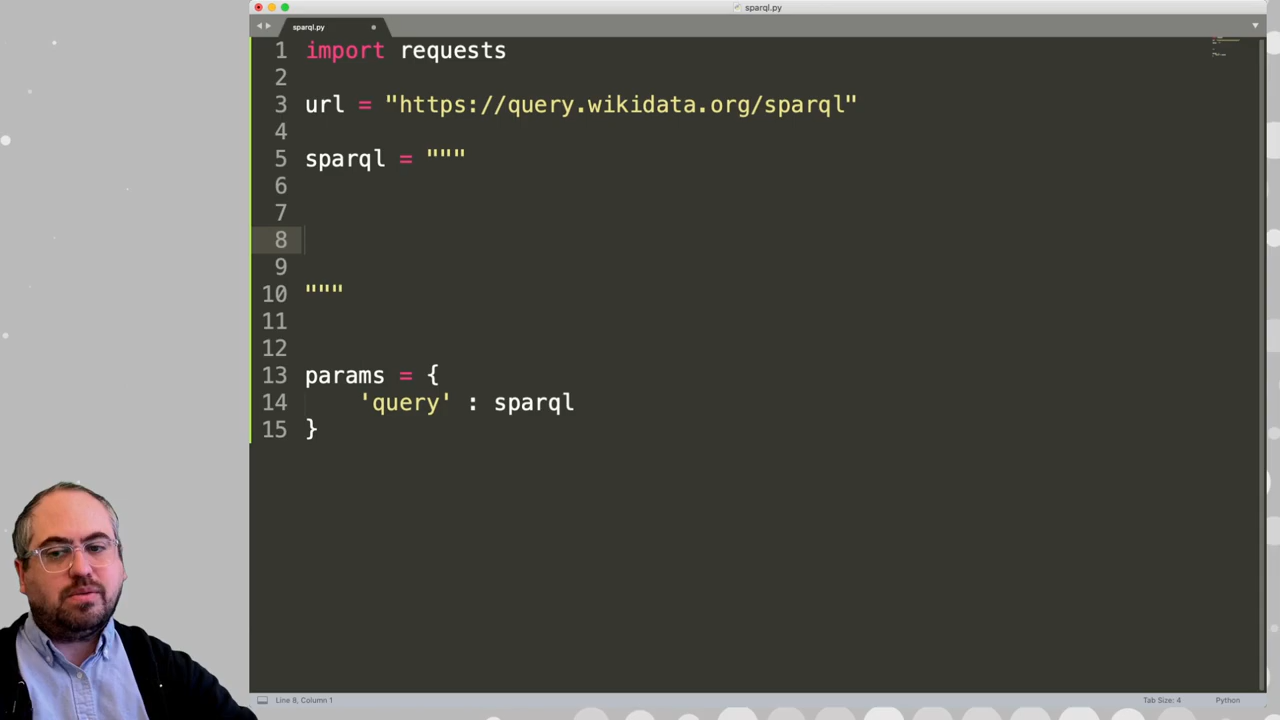 sparql.py
sparql.py
1 import requests
2
3 url = "https://query.wikidata.org/sparql"
4
5 sparql = """
6
7
8
9
10 """
11
12
13 params = {
14     'query' : sparql
15 }
Line 8, Column 1
Tab Size: 4
Python